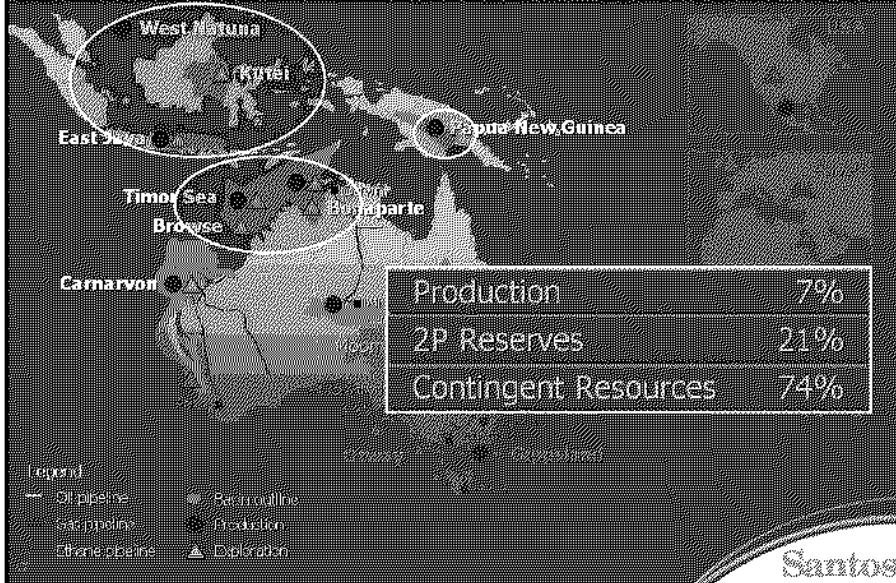 West Natuna
Kutei
East Java
Papua New Guinea
Timor Sea
Bonaparte
Browse
Carnarvon
Production 7%
2P Reserves 21%
Contingent Resources 74%
Legend
Oil pipeline
Gas pipeline
Ethane pipeline
Basin outline
Production
Exploration
Santos